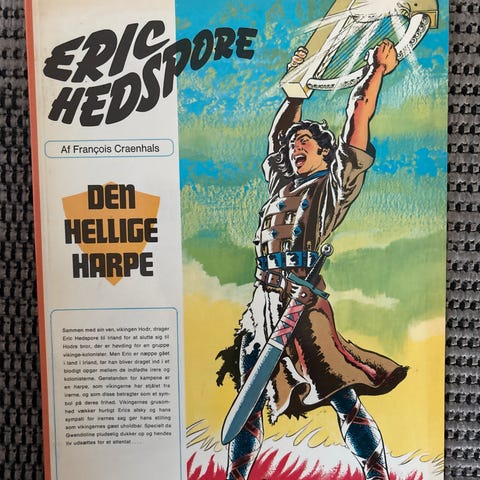 ERIC
HEDSPORE
Af François Craenhals
DEN
HELLIGE
HARPE
Sammen med sin ven, vikingen Hodr, drager
Eric Hedspore til Irland for at slutte sig til
Hodrs bror, der er høvding for en gruppe
vikinge-kolonister. Men Eric er næppe gået
i land i Irland, før han bliver draget ind i et
blodigt opgør mellem de indfødte irere og
kolonisterne. Genstanden for kampene er
en harpe, som vikingerne har stjålet fra
irerne, og som disse betragter som et sym-
bol på deres frihed. Vikingernes grusom-
hed vækker hurtigt Erics afsky og hans
sympati for irernes sag gør hans stilling
som vikingernes gæst uholdbar. Specielt da
Gwendoline pludselig dukker op og hendes
liv udsættes for et attentat . . . .